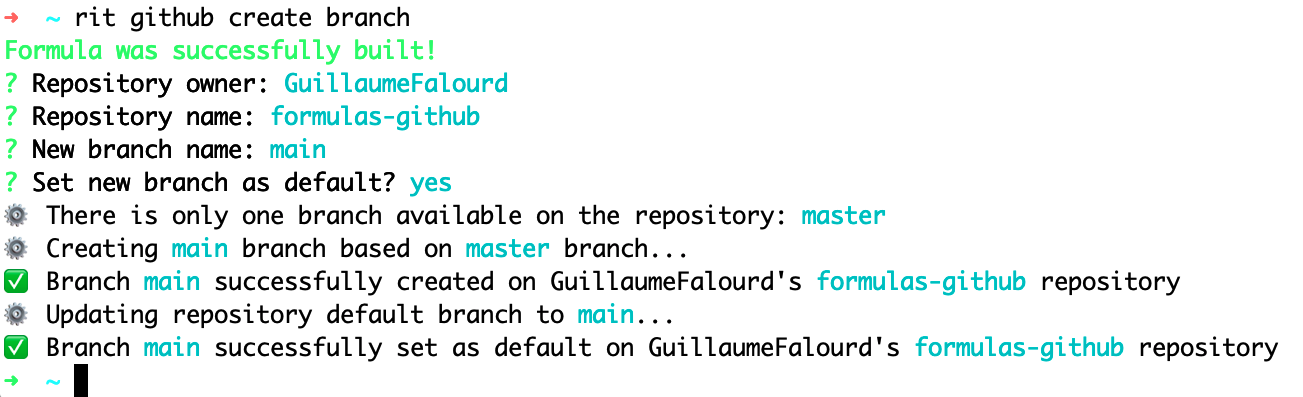 ➜ ~ rit github create branch
Formula was successfully built!
? Repository owner: GuillaumeFalourd
? Repository name: formulas-github
? New branch name: main
? Set new branch as default? yes
⚙️ There is only one branch available on the repository: master
⚙️ Creating main branch based on master branch...
✅ Branch main successfully created on GuillaumeFalourd's formulas-github repository
⚙️ Updating repository default branch to main...
✅ Branch main successfully set as default on GuillaumeFalourd's formulas-github repository
➜ ~